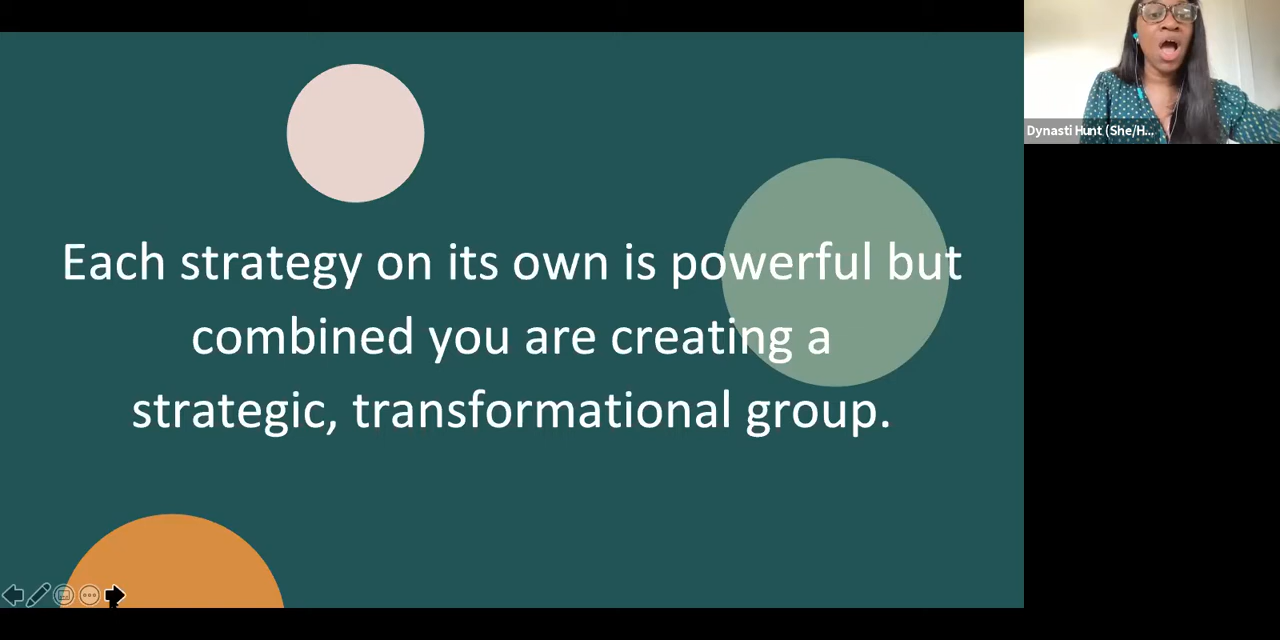 Each strategy on its own is powerful but
combined you are creating a
strategic, transformational group.
Dynasti Hunt (She/H...